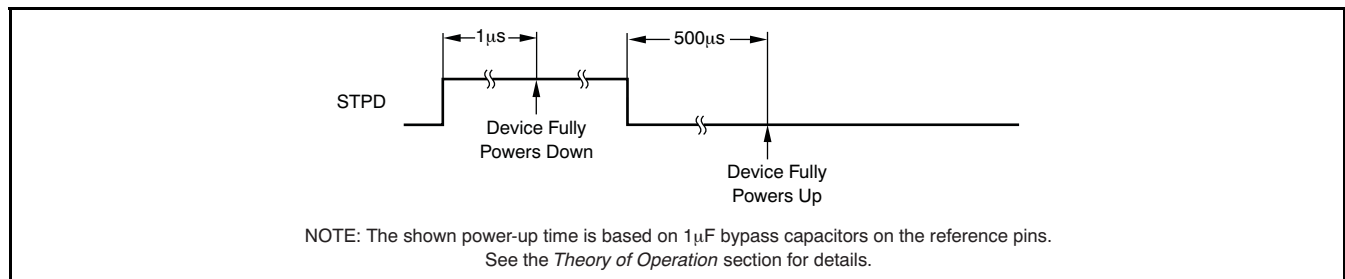 1μs
500μs
STPD
Device Fully
Powers Down
Device Fully
Powers Up
NOTE: The shown power-up time is based on 1μF bypass capacitors on the reference pins.
See the Theory of Operation section for details.